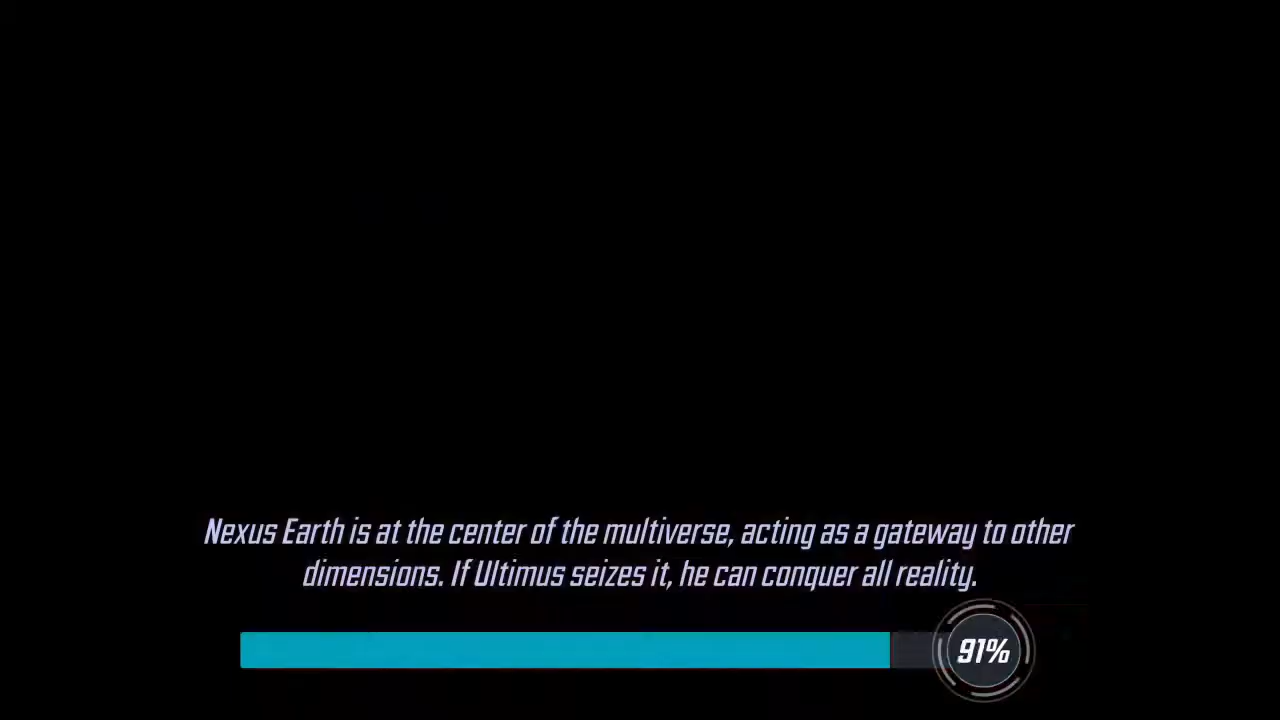 Nexus Earth is at the center of the multiverse, acting as a gateway to other
dimensions. If Ultimus seizes it, he can conquer all reality.
91%